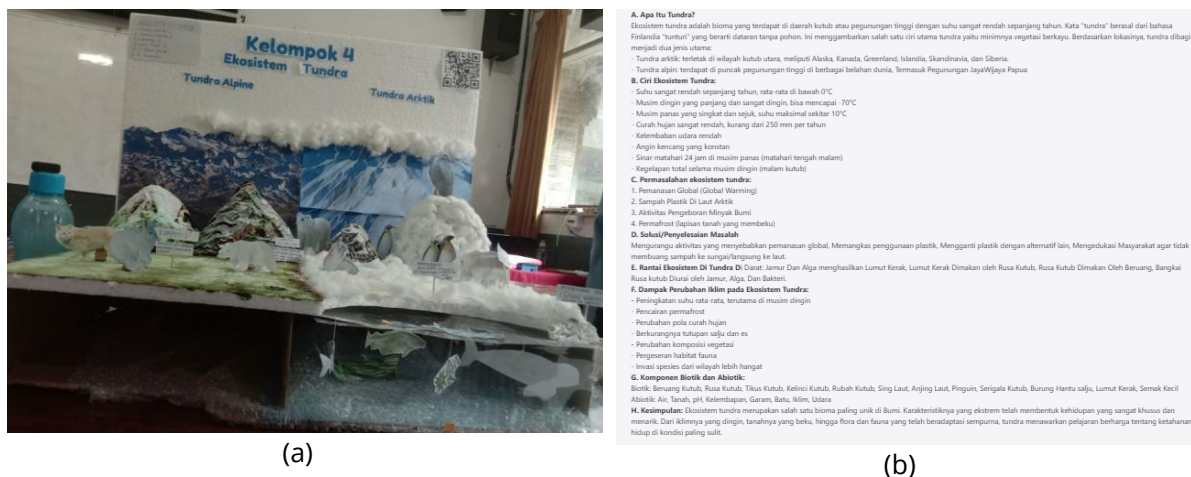 Kelompok 4
Ekosistem Tundra
Tundra Alpine
Tundra Arktik
(a)
A. Apa Itu Tundra?
Ekosistem tundra adalah bioma yang terdapat di daerah kutub atau pegunungan tinggi dengan suhu sangat rendah sepanjang tahun. Kata "tundra" berasal dari bahasa
Finlandia "tunturi" yang berarti dataran tanpa pohon. Ini menggambarkan salah satu ciri utama tundra yaitu minimnya vegetasi berkayu. Berdasarkan lokasinya, tundra dibagi
menjadi dua jenis utama:
- Tundra arktik: terletak di wilayah kutub utara, meliputi Alaska, Kanada, Greenland, Islandia, Skandinavia, dan Siberia.
- Tundra alpin: terdapat di puncak pegunungan tinggi di berbagai belahan dunia, Termasuk Pegunungan JayaWijaya Papua
B. Ciri Ekosistem Tundra:
- Suhu sangat rendah sepanjang tahun, rata-rata di bawah 0°C
- Musim dingin yang panjang dan sangat dingin, bisa mencapai -70°C
- Musim panas yang singkat dan sejuk, suhu maksimal sekitar 10°C
- Curah hujan sangat rendah, kurang dari 250 mm per tahun
- Kelembaban udara rendah
- Angin kencang yang konstan
- Sinar matahari 24 jam di musim panas (matahari tengah malam)
- Kegelapan total selama musim dingin (malam kutub)
C. Permasalahan ekosistem tundra:
1. Pemanasan Global (Global Warming)
2. Sampah Plastik Di Laut Arktik
3. Aktivitas Pengeboran Minyak Bumi
4. Permafrost (lapisan tanah yang membeku)
D. Solusi/Penyelesaian Masalah
Mengurangu aktivitas yang menyebabkan pemanasan global, Memangkas penggunaan plastik, Mengganti plastik dengan alternatif lain, Mengedukasi Masyarakat agar tidak
membuang sampah ke sungai/langsung ke laut.
E. Rantai Ekosistem Di Tundra Di Darat: Jamur Dan Alga menghasilkan Lumut Kerak, Lumut Kerak Dimakan oleh Rusa Kutub, Rusa Kutub Dimakan Oleh Beruang, Bangkai
Rusa kutub Diurai oleh Jamur, Alga, Dan Bakteri.
F. Dampak Perubahan Iklim pada Ekosistem Tundra:
- Peningkatan suhu rata-rata, terutama di musim dingin
- Pencairan permafrost
- Perubahan pola curah hujan
- Berkurangnya tutupan salju dan es
- Perubahan komposisi vegetasi
- Pergeseran habitat fauna
- Invasi spesies dari wilayah lebih hangat
G. Komponen Biotik dan Abiotik:
Biotik: Beruang Kutub, Rusa Kutub, Tikus Kutub, Kelinci Kutub, Rubah Kutub, Sing Laut, Anjing Laut, Pinguin, Serigala Kutub, Burung Hantu salju, Lumut Kerak, Semak Kecil
Abiotik: Air, Tanah, pH, Kelembapan, Garam, Batu, Iklim, Udara
H. Kesimpulan: Ekosistem tundra merupakan salah satu bioma paling unik di Bumi. Karakteristiknya yang ekstrem telah membentuk kehidupan yang sangat khusus dan
menarik. Dari iklimnya yang dingin, tanahnya yang beku, hingga flora dan fauna yang telah beradaptasi sempurna, tundra menawarkan pelajaran berharga tentang ketahanan
hidup di kondisi paling sulit.
(b)